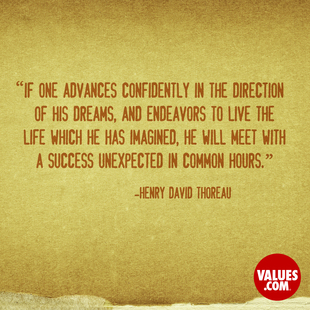 “IF ONE ADVANCES CONFIDENTLY IN THE DIRECTION
OF HIS DREAMS, AND ENDEAVORS TO LIVE THE
LIFE WHICH HE HAS IMAGINED, HE WILL MEET WITH
A SUCCESS UNEXPECTED IN COMMON HOURS.”
-HENRY DAVID THOREAU
VALUES
.COM